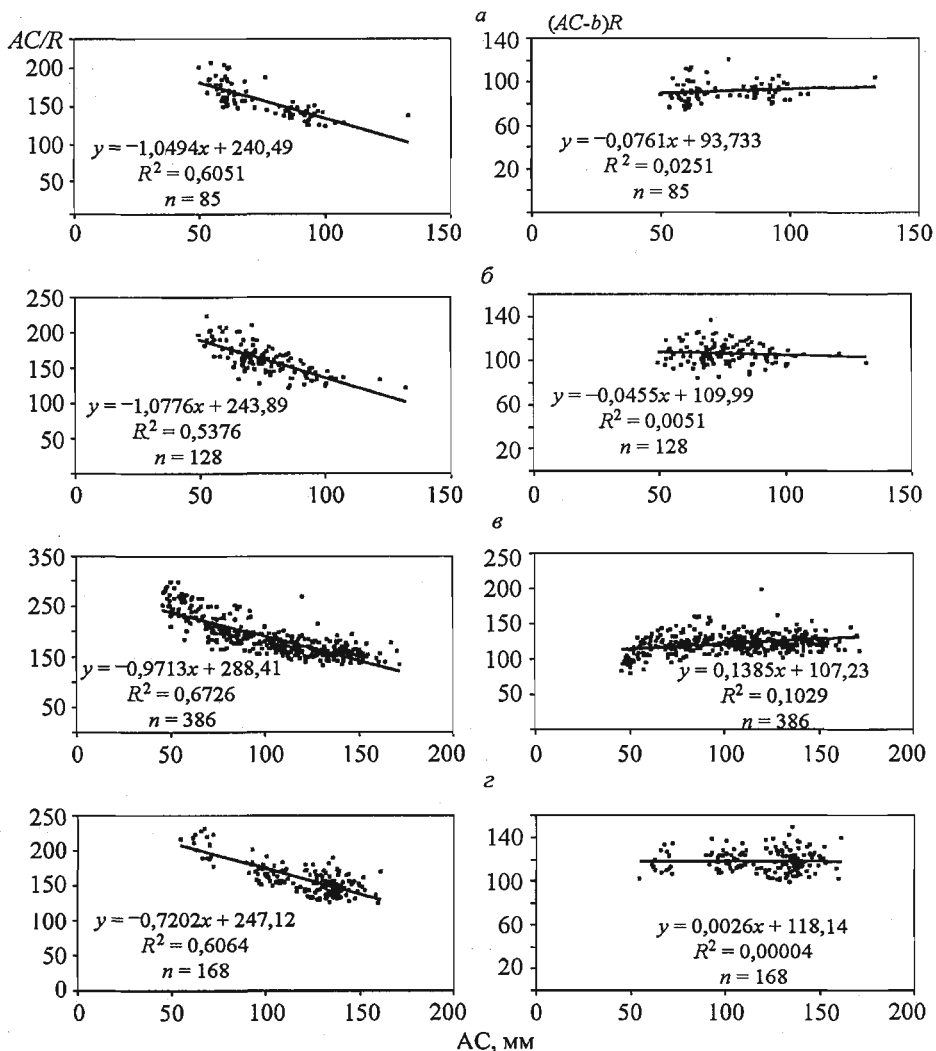 а
AC/R
(AC-b)R
200
150
100
50
y = −1,0494x + 240,49
R² = 0,6051
n = 85
0 50 100 150
140
100
60
20
y = −0,0761x + 93,733
R² = 0,0251
n = 85
0 50 100 150
б
250
200
150
100
y = −1,0776x + 243,89
R² = 0,5376
n = 128
0 50 100 150
140
100
60
20
y = −0,0455x + 109,99
R² = 0,0051
n = 128
0 50 100 150
в
350
250
150
50
y = −0,9713x + 288,41
R² = 0,6726
n = 386
0 50 100 150 200
250
200
150
100
50
y = 0,1385x + 107,23
R² = 0,1029
n = 386
0 50 100 150 200
г
250
200
150
100
50
0
y = −0,7202x + 247,12
R² = 0,6064
n = 168
0 50 100 150 200
140
100
60
20
y = 0,0026x + 118,14
R² = 0,00004
n = 168
0 50 100 150 200
AC, мм